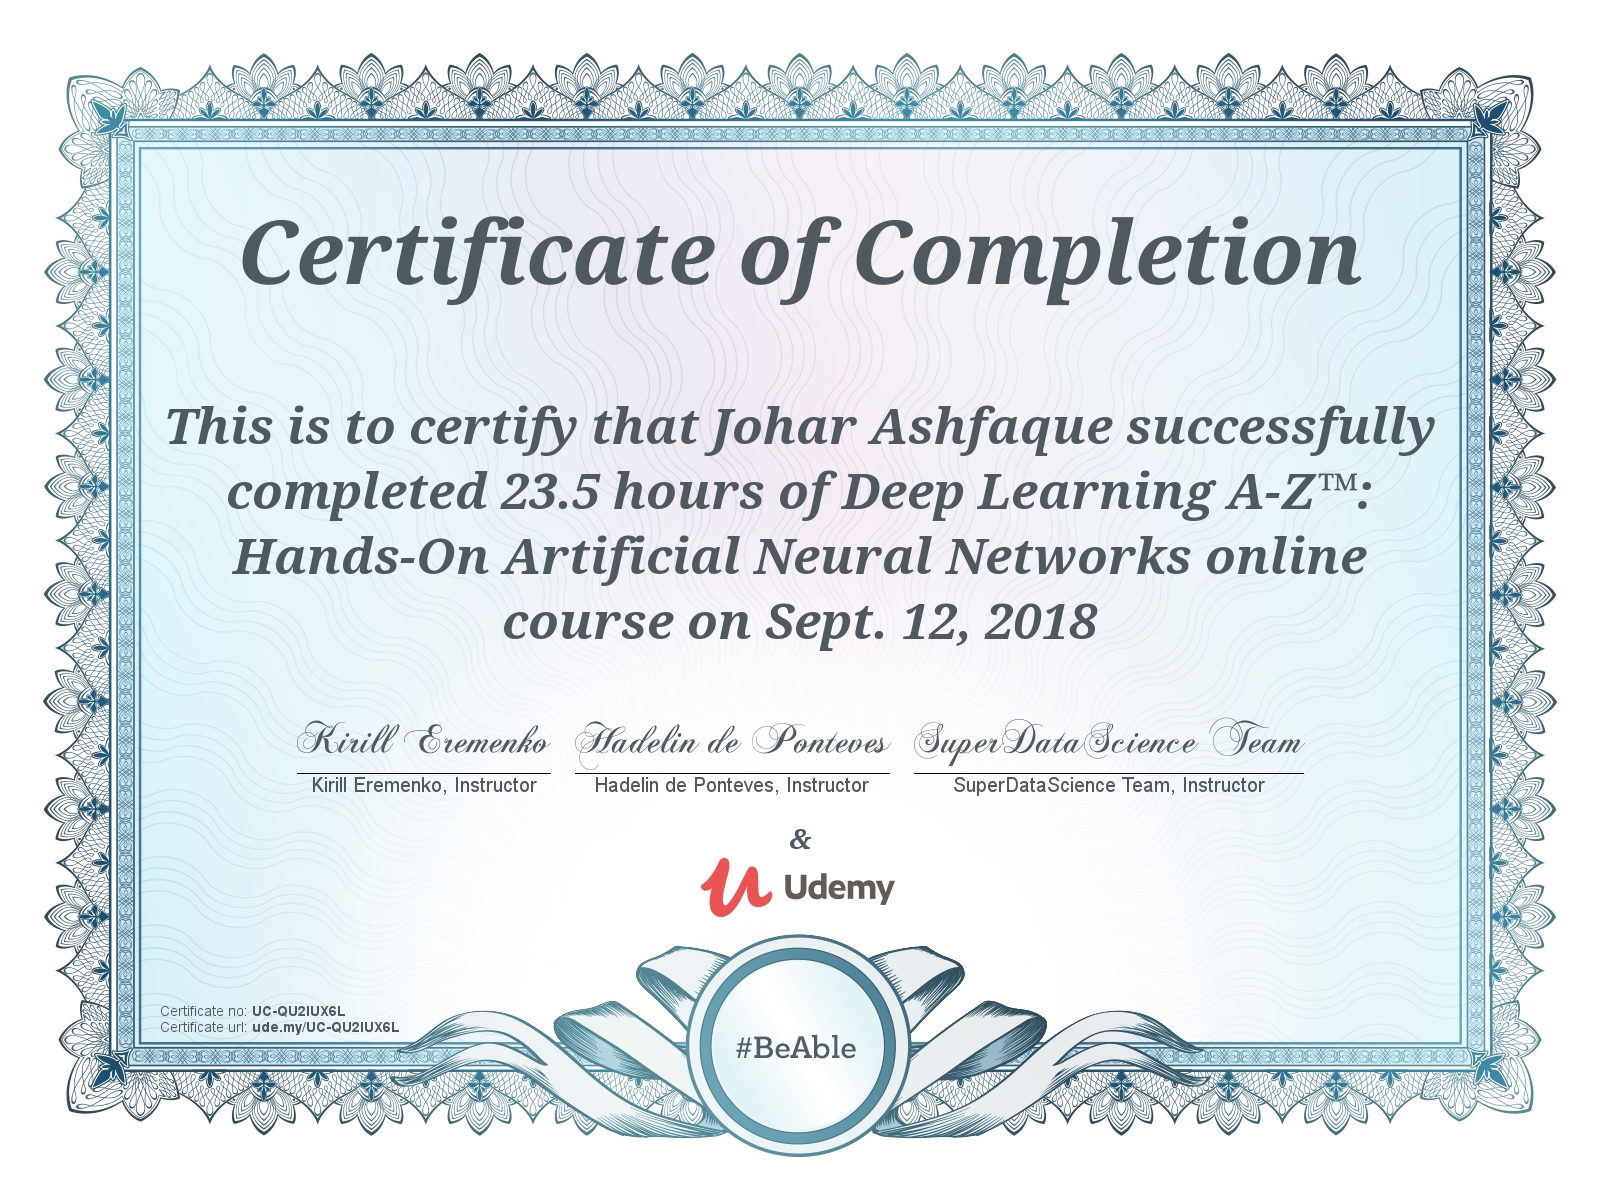 Certificate of Completion
This is to certify that Johar Ashfaque successfully
completed 23.5 hours of Deep Learning A-Z™:
Hands-On Artificial Neural Networks online
course on Sept. 12, 2018
Kirill Eremenko Hadelin de Ponteves SuperDataScience Team
Kirill Eremenko, Instructor Hadelin de Ponteves, Instructor SuperDataScience Team, Instructor
&
Udemy
Certificate no: UC-QU2IUX6L
Certificate url: ude.my/UC-QU2IUX6L
#BeAble